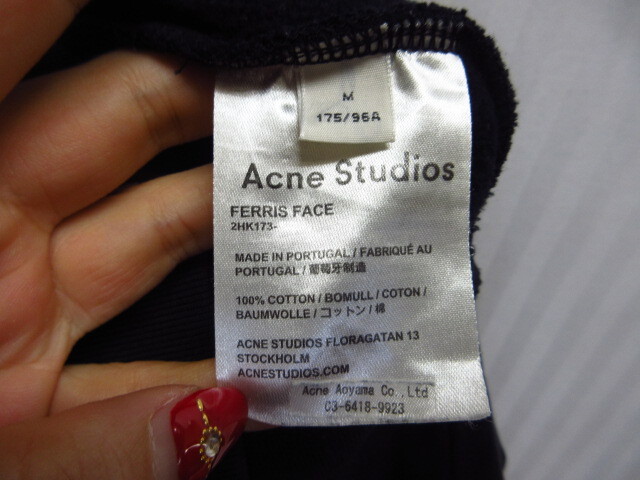 M
175/96A
Acne Studios
FERRIS FACE
2HK173-
MADE IN PORTUGAL / FABRIQUÉ AU
PORTUGAL / 葡萄牙制造
100% COTTON / BOMULL / COTON /
BAUMWOLLE / コットン / 棉
ACNE STUDIOS FLORAGATAN 13
STOCKHOLM
ACNESTUDIOS.COM
Acne Aoyama Co.,Ltd
03-6418-9923